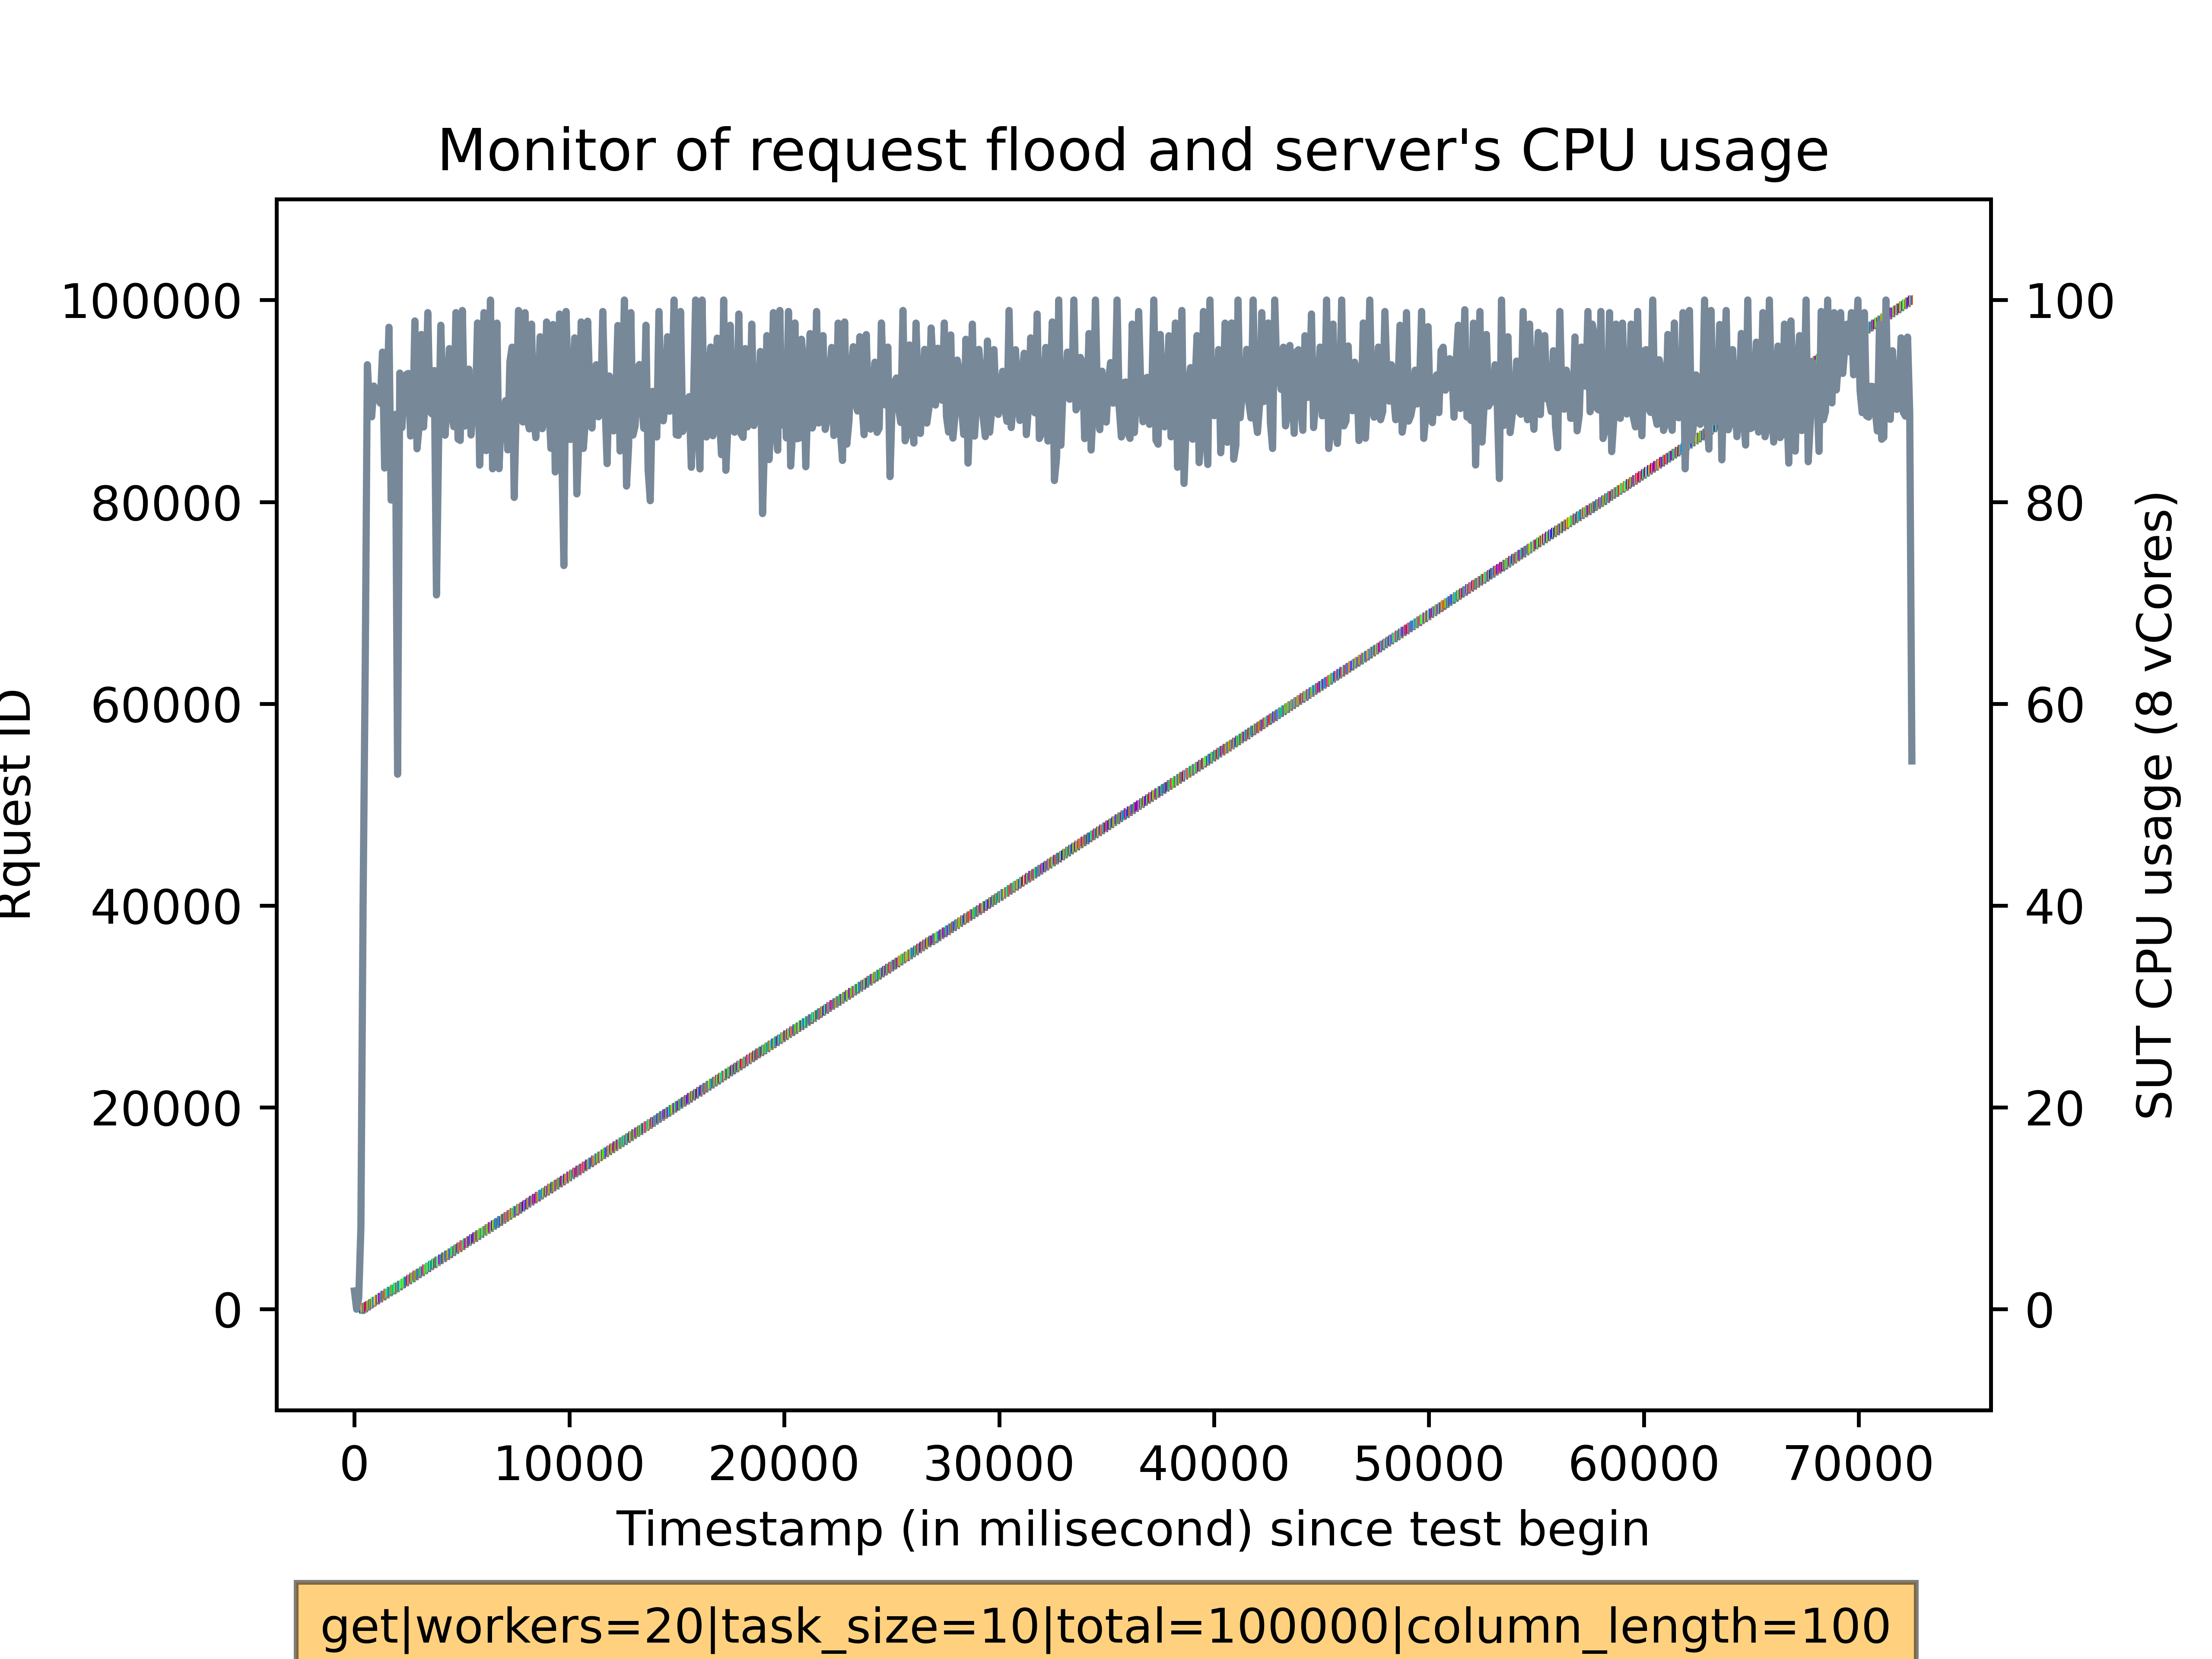 Monitor of request flood and server's CPU usage
100000
80000
60000
40000
20000
0
Rquest ID
100
80
60
40
20
0
SUT CPU usage (8 vCores)
0 10000 20000 30000 40000 50000 60000 70000
Timestamp (in milisecond) since test begin
get|workers=20|task_size=10|total=100000|column_length=100